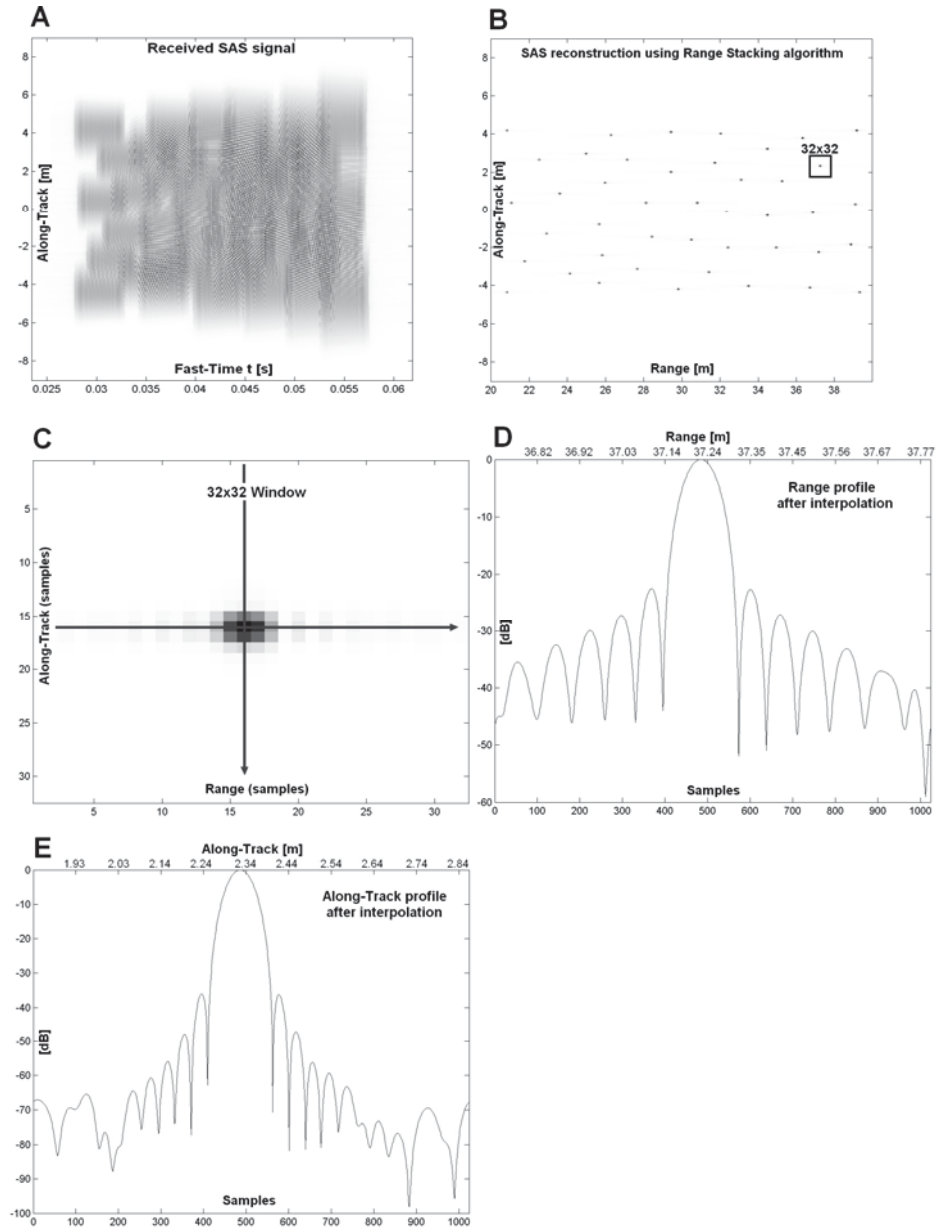 A
Received SAS signal
8
6
4
2
0
-2
-4
-6
-8
Along-Track [m]
Fast-Time t [s]
0.025 0.03 0.035 0.04 0.045 0.05 0.055 0.06
B
SAS reconstruction using Range Stacking algorithm
8
6
4
2
0
-2
-4
-6
-8
Along-Track [m]
32x32
Range [m]
20 22 24 26 28 30 32 34 36 38
C
32x32 Window
5
10
15
20
25
30
Along-Track (samples)
Range (samples)
5 10 15 20 25 30
D
Range [m]
36.82 36.92 37.03 37.14 37.24 37.35 37.45 37.56 37.67 37.77
Range profile
after interpolation
0
-10
-20
-30
-40
-50
-60
[dB]
Samples
0 100 200 300 400 500 600 700 800 900 1000
E
Along-Track [m]
1.93 2.03 2.14 2.24 2.34 2.44 2.54 2.64 2.74 2.84
Along-Track profile
after interpolation
0
-10
-20
-30
-40
-50
-60
-70
-80
-90
-100
[dB]
Samples
0 100 200 300 400 500 600 700 800 900 1000